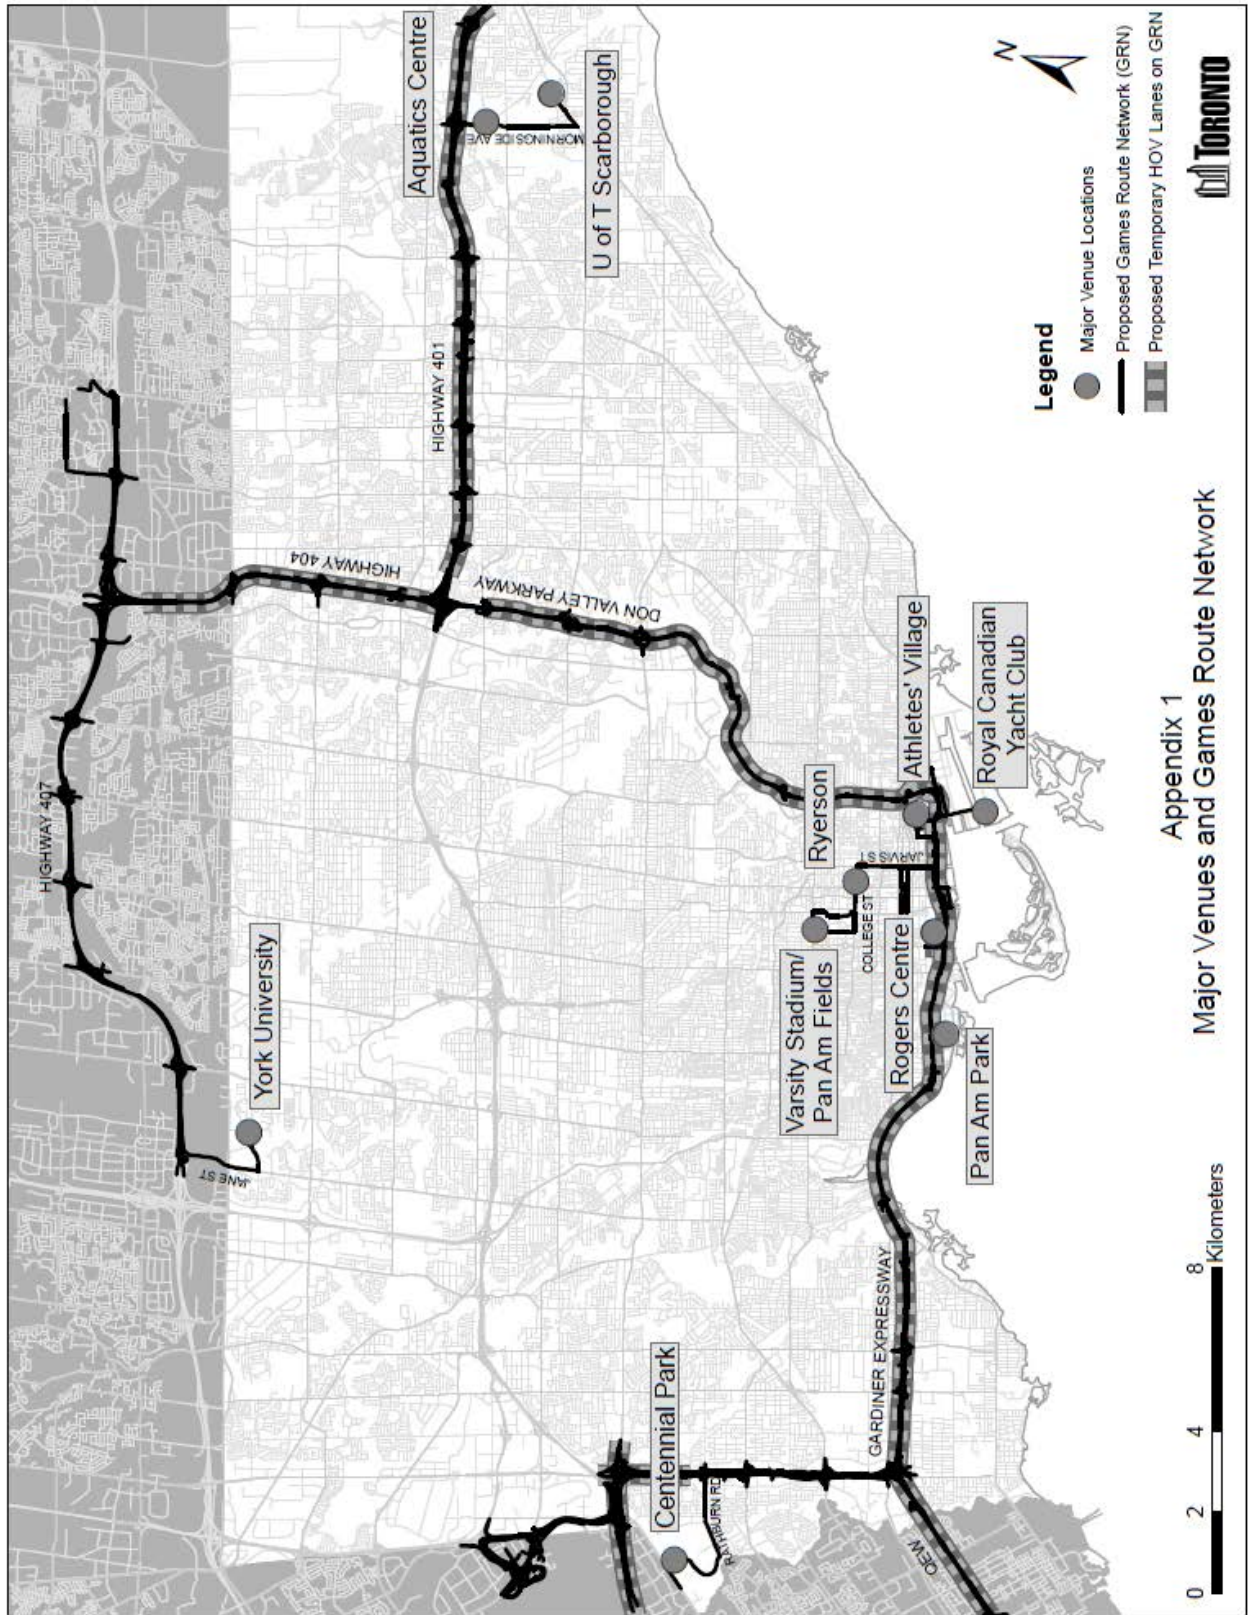 HIGHWAY 407
JANE ST
York University
HIGHWAY 404
HIGHWAY 401
Aquatics Centre
MORNINGSIDE AVE
U of T Scarborough
DON VALLEY PARKWAY
Centennial Park
RATHBURN RD
Varsity Stadium/
Pan Am Fields
Ryerson
COLLEGE ST
JARVIS ST
Athletes' Village
Rogers Centre
GARDINER EXPRESSWAY
QEW
Pan Am Park
Royal Canadian
Yacht Club
N
Legend
Major Venue Locations
Proposed Games Route Network (GRN)
Proposed Temporary HOV Lanes on GRN
0 2 4 8
Kilometers
Appendix 1
Major Venues and Games Route Network
TORONTO